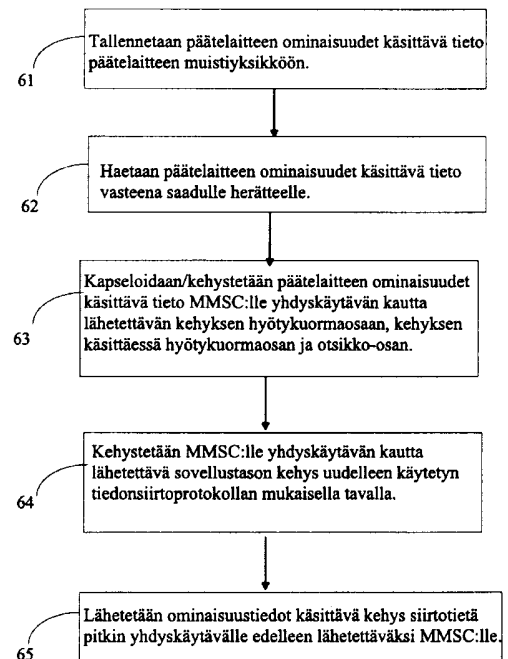 Tallennetaan päätelaitteen ominaisuudet käsittävä tieto
päätelaitteen muistiyksikköön.
61
Haetaan päätelaitteen ominaisuudet käsittävä tieto
vasteena saadulle herätteelle.
62
Kapseloidaan/kehystetään päätelaitteen ominaisuudet
käsittävä tieto MMSC:lle yhdyskäytävän kautta
lähetettävän kehyksen hyötykuormaosaan, kehyksen
käsittäessä hyötykuormaosan ja otsikko-osan.
63
Kehystetään MMSC:lle yhdyskäytävän kautta
lähetettävä sovellustason kehys uudelleen käytetyn
tiedonsiirtoprotokollan mukaisella tavalla.
64
Lähetetään ominaisuustiedot käsittävä kehys siirtotietä
pitkin yhdyskäytävälle edelleen lähetettäväksi MMSC:lle.
65